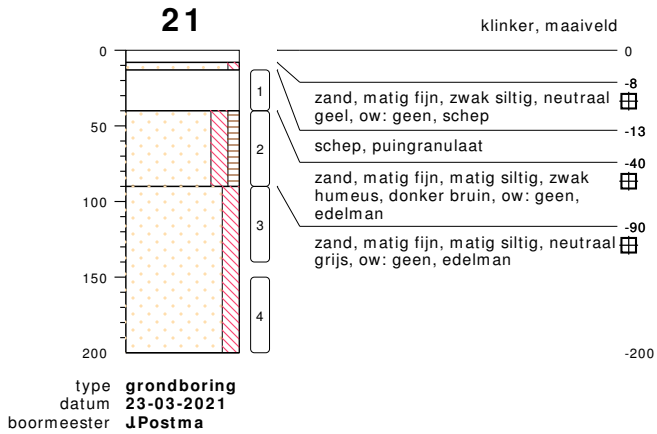 21
klinker, maaiveld
0
0
-8
zand, matig fijn, zwak siltig, neutraal
geel, ow: geen, schep
1
-13
schep, puingranulaat
50
-40
2
zand, matig fijn, matig siltig, zwak
humeus, donker bruin, ow: geen,
edelman
100
-90
3
zand, matig fijn, matig siltig, neutraal
grijs, ow: geen, edelman
150
4
200
-200
type grondboring
datum 23-03-2021
boormeester J.Postma